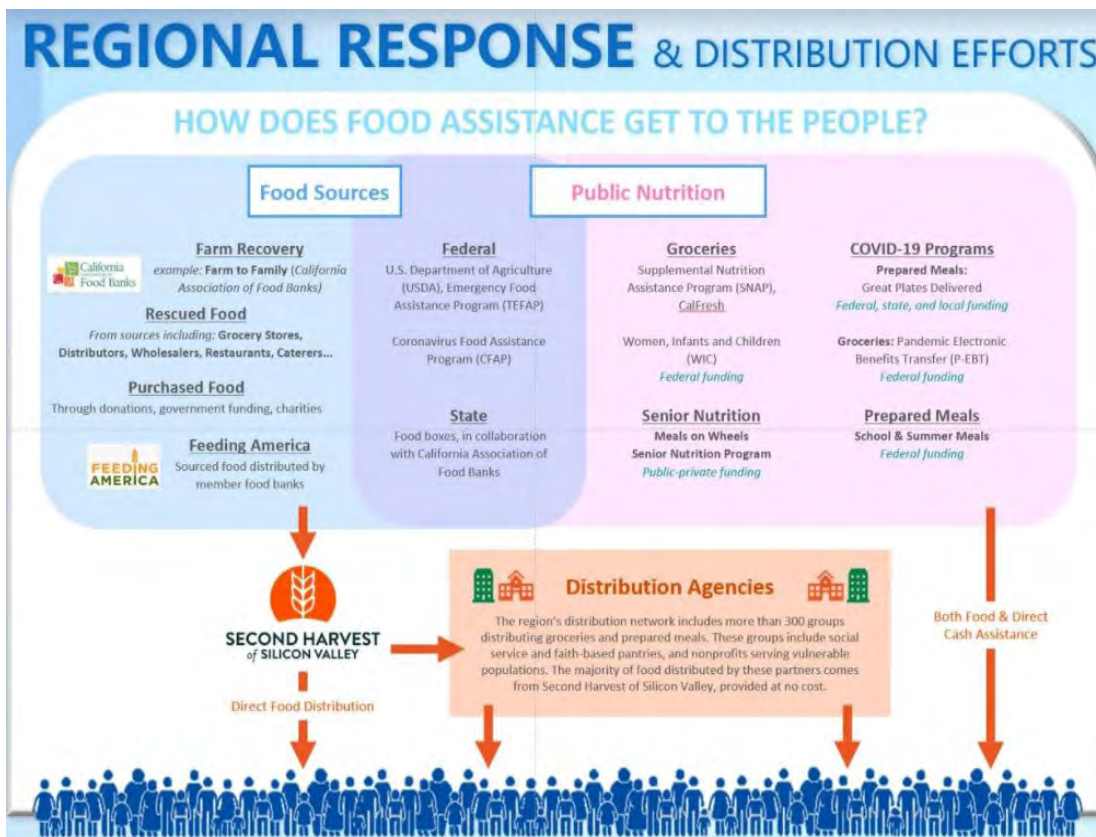 REGIONAL RESPONSE & DISTRIBUTION EFFORTS
HOW DOES FOOD ASSISTANCE GET TO THE PEOPLE?
Food Sources
Public Nutrition
California
Food Banks
Farm Recovery
example: Farm to Family (California
Association of Food Banks)
Rescued Food
From sources including: Grocery Stores,
Distributors, Wholesalers, Restaurants, Caterers...
Purchased Food
Through donations, government funding, charities
FEEDING
AMERICA
Feeding America
Sourced food distributed by
member food banks
Federal
U.S. Department of Agriculture
(USDA), Emergency Food
Assistance Program (TEFAP)
Coronavirus Food Assistance
Program (CFAP)
State
Food boxes, in collaboration
with California Association of
Food Banks
Groceries
Supplemental Nutrition
Assistance Program (SNAP),
CalFresh
Women, Infants and Children
(WIC)
Federal funding
Senior Nutrition
Meals on Wheels
Senior Nutrition Program
Public-private funding
COVID-19 Programs
Prepared Meals:
Great Plates Delivered
Federal, state, and local funding
Groceries: Pandemic Electronic
Benefits Transfer (P-EBT)
Federal funding
Prepared Meals
School & Summer Meals
Federal funding
SECOND HARVEST
of SILICON VALLEY
Direct Food Distribution
Distribution Agencies
The region's distribution network includes more than 300 groups
distributing groceries and prepared meals. These groups include social
service and faith-based pantries, and nonprofits serving vulnerable
populations. The majority of food distributed by these partners comes
from Second Harvest of Silicon Valley, provided at no cost.
Both Food & Direct
Cash Assistance